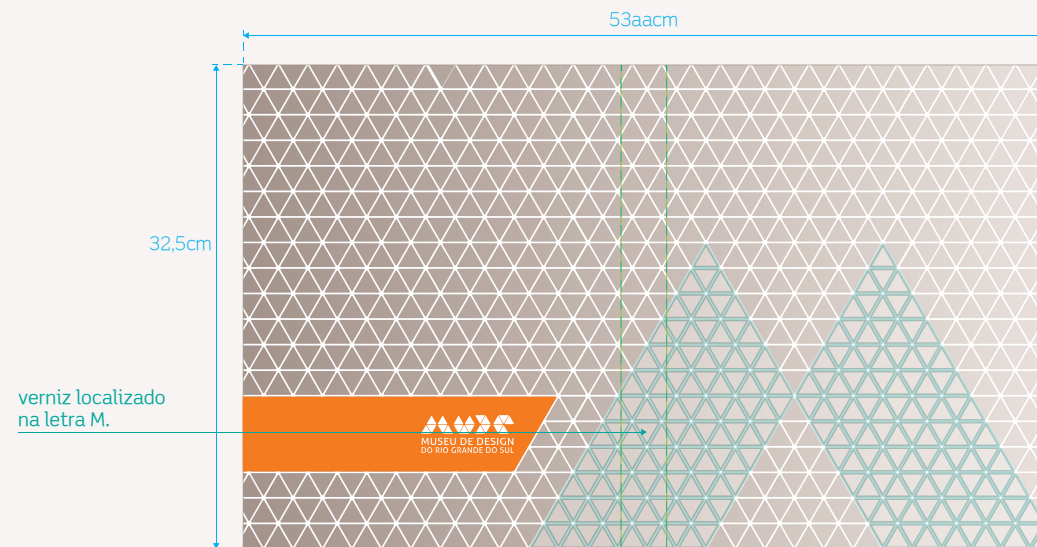 53aacm
32,5cm
verniz localizado
na letra M.
MUSEU DE DESIGN
DO RIO GRANDE DO SUL